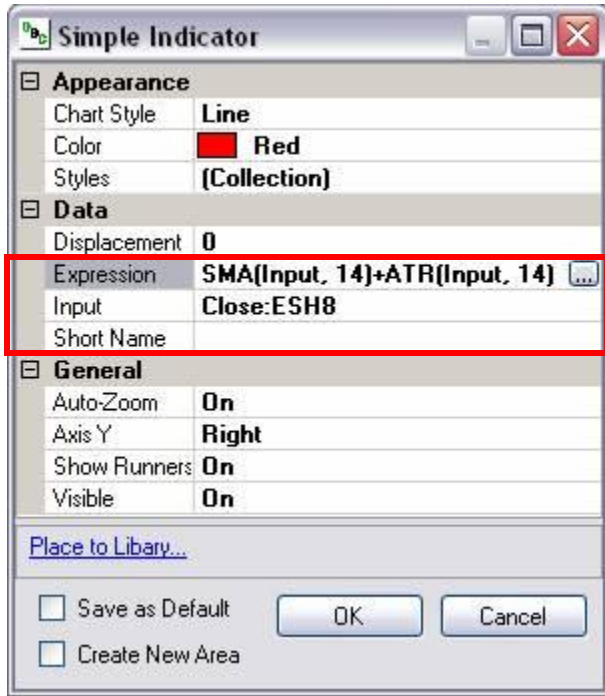 Simple Indicator
Appearance
Chart Style Line
Color Red
Styles (Collection)
Data
Displacement 0
Expression SMA(Input, 14)+ATR(Input, 14) ...
Input Close:ESH8
Short Name
General
Auto-Zoom On
Axis Y Right
Show Runners On
Visible On
Place to Libary...
Save as Default OK Cancel
Create New Area